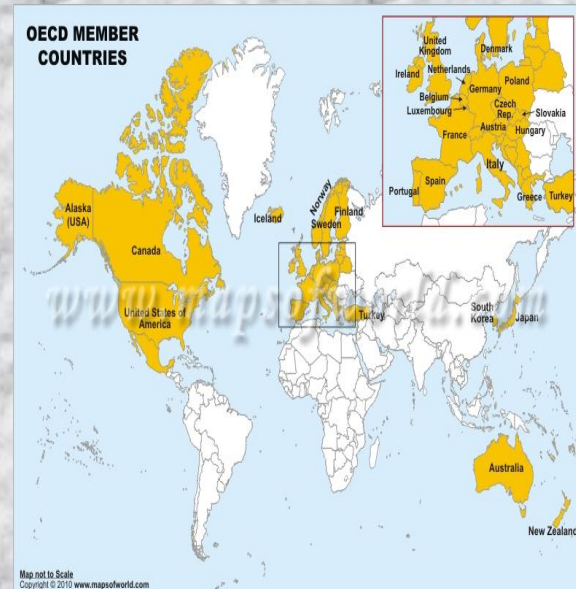 OECD MEMBER
COUNTRIES
United
Kingdom
Denmark
Ireland
Netherlands
Poland
Germany
Belgium
Czech
Rep.
Luxembourg
Slovakia
Austria
Hungary
France
Italy
Spain
Portugal
Greece
Turkey
Alaska
(USA)
Canada
Iceland
Norway
Finland
Sweden
www.mapsofworld.com
United States of
America
Turkey
South
Korea
Japan
Australia
New Zealand
Map not to Scale
Copyright © 2010 www.mapsofworld.com